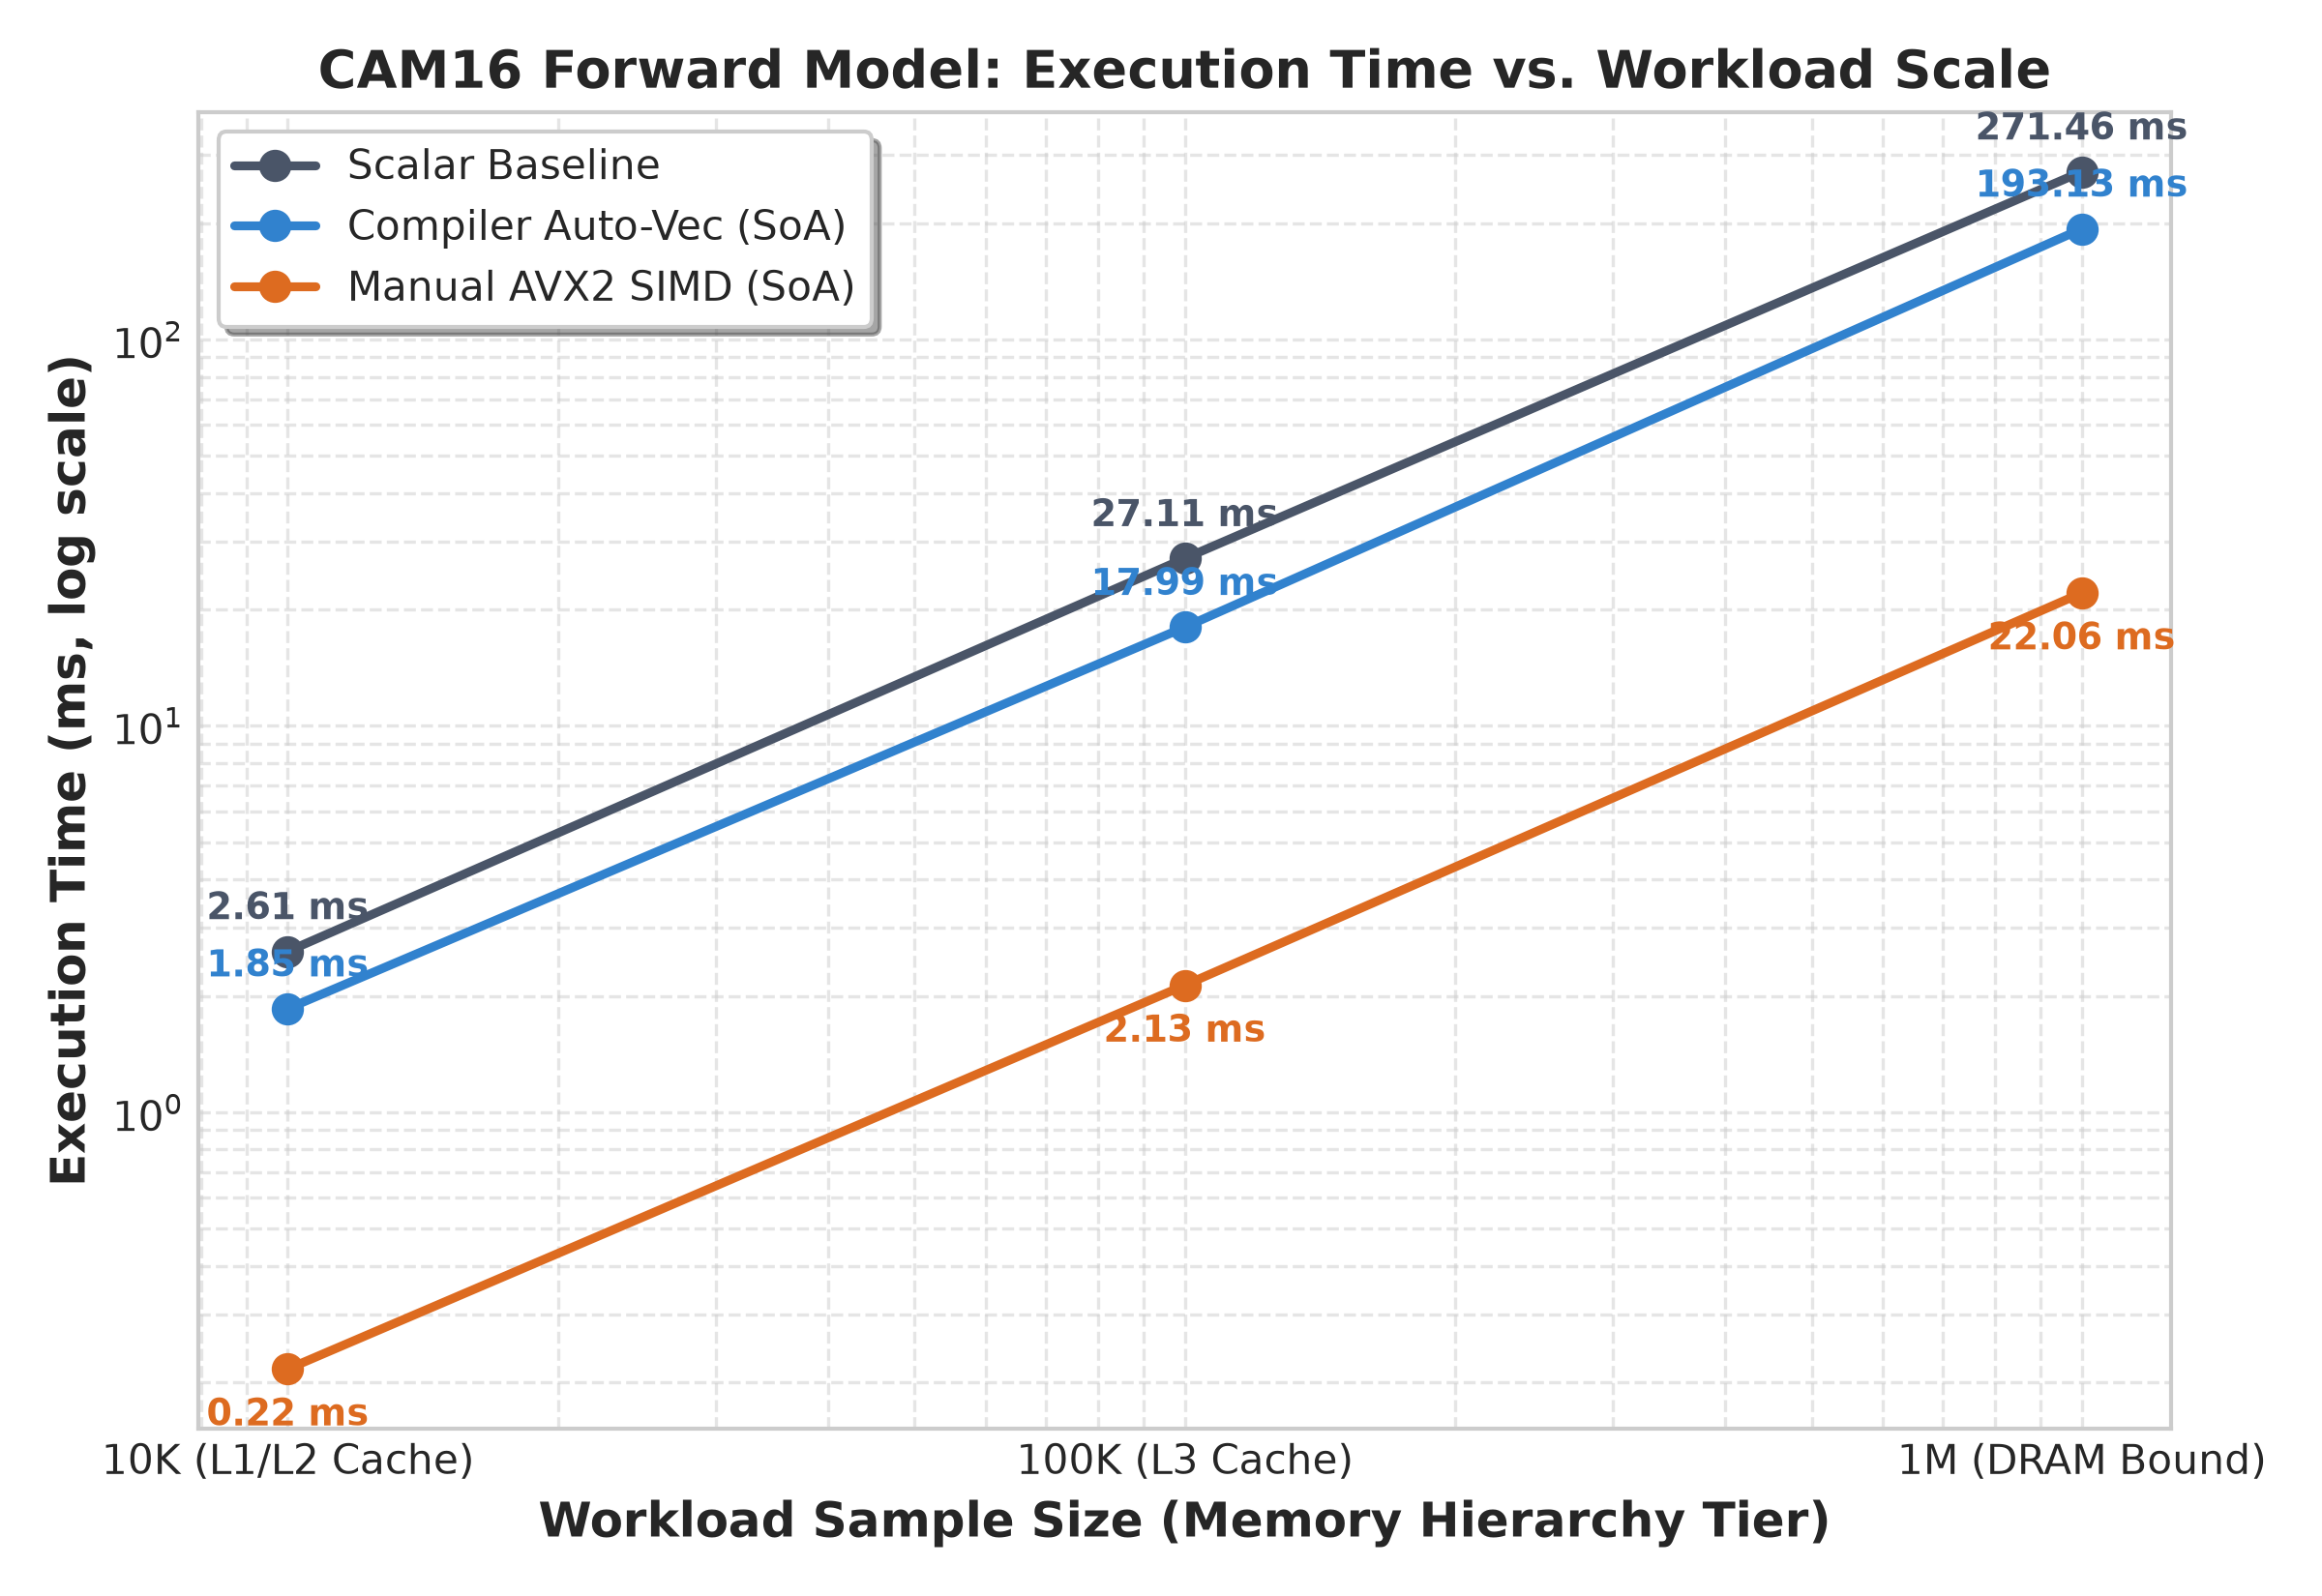 CAM16 Forward Model: Execution Time vs. Workload Scale
Scalar Baseline
Compiler Auto-Vec (SoA)
Manual AVX2 SIMD (SoA)
271.46 ms
193.13 ms
27.11 ms
17.99 ms
22.06 ms
2.61 ms
1.85 ms
2.13 ms
0.22 ms
10²
10¹
10⁰
Execution Time (ms, log scale)
10K (L1/L2 Cache)
100K (L3 Cache)
1M (DRAM Bound)
Workload Sample Size (Memory Hierarchy Tier)